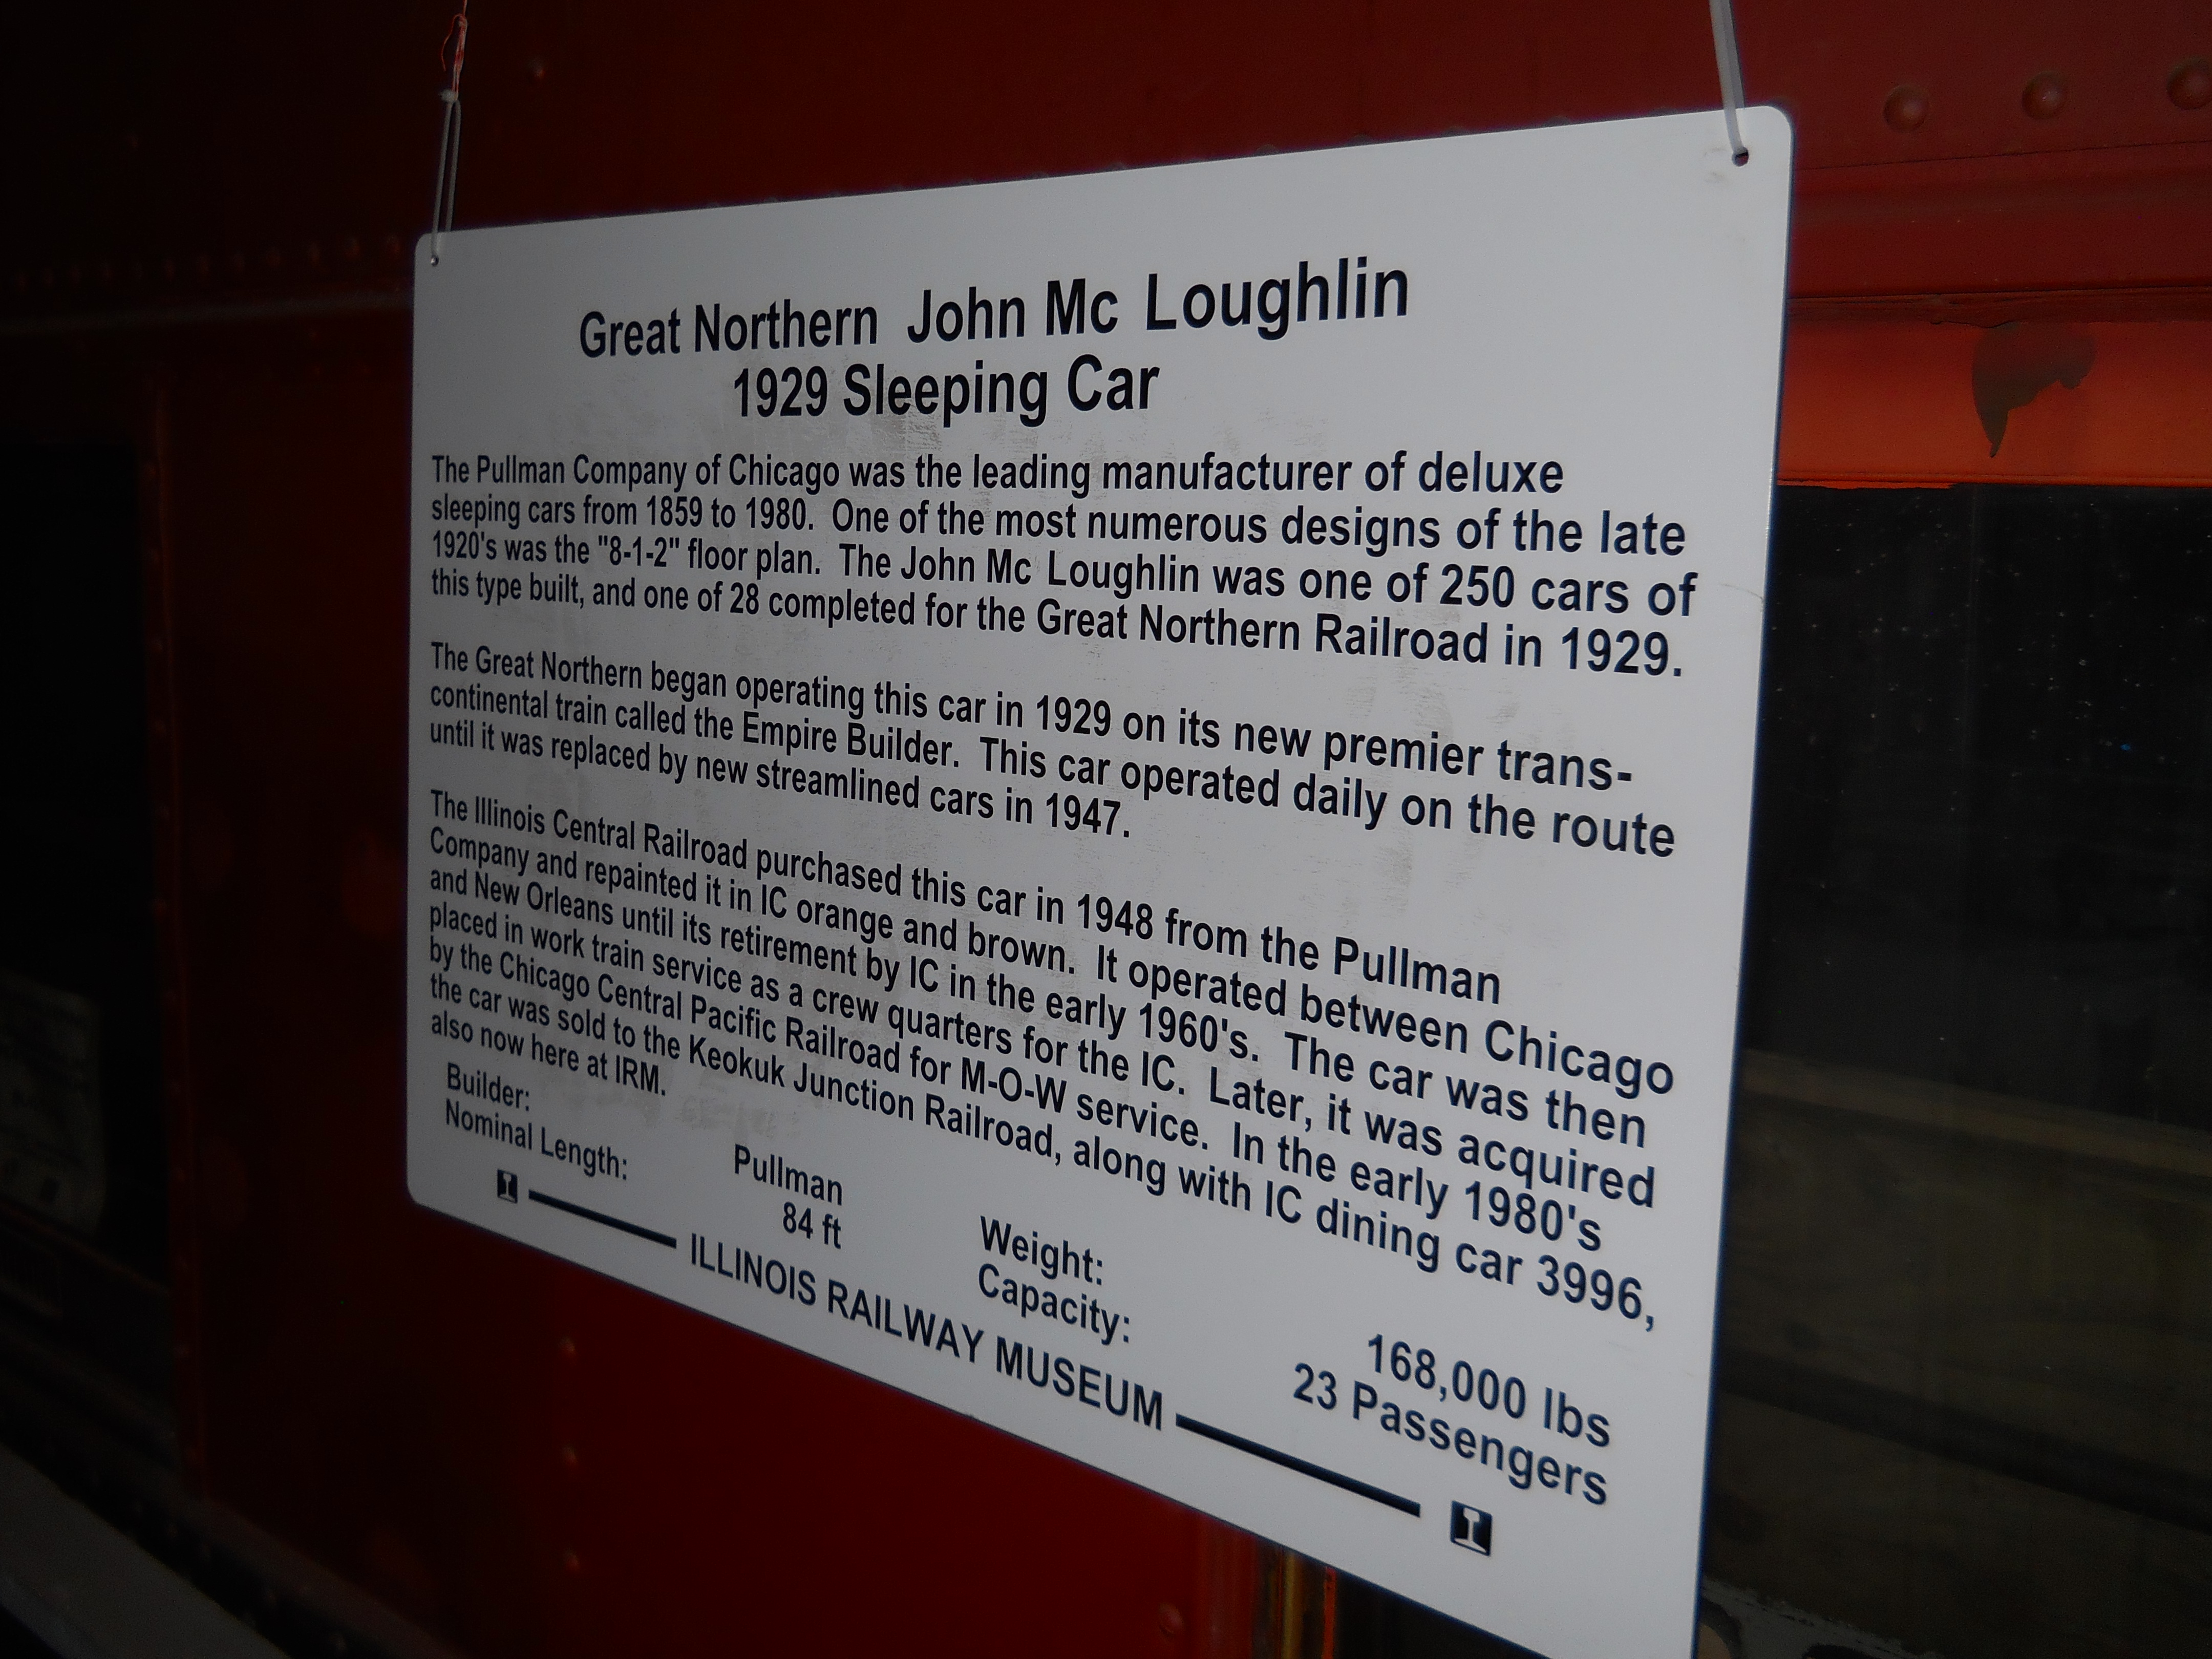 Great Northern John Mc Loughlin
1929 Sleeping Car
The Pullman Company of Chicago was the leading manufacturer of deluxe
sleeping cars from 1859 to 1980. One of the most numerous designs of the late
1920's was the "8-1-2" floor plan. The John Mc Loughlin was one of 250 cars of
this type built, and one of 28 completed for the Great Northern Railroad in 1929.
The Great Northern began operating this car in 1929 on its new premier trans-
continental train called the Empire Builder. This car operated daily on the route
until it was replaced by new streamlined cars in 1947.
The Illinois Central Railroad purchased this car in 1948 from the Pullman
Company and repainted it in IC orange and brown. It operated between Chicago
and New Orleans until its retirement by IC in the early 1960's. The car was then
placed in work train service as a crew quarters for the IC. Later, it was acquired
by the Chicago Central Pacific Railroad for M-O-W service. In the early 1980's
the car was sold to the Keokuk Junction Railroad, along with IC dining car 3996,
also now here at IRM.
Builder: Pullman Weight: 168,000 lbs
Nominal Length: 84 ft Capacity: 23 Passengers
ILLINOIS RAILWAY MUSEUM